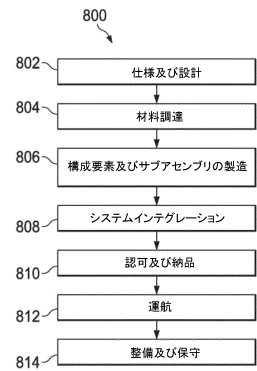 800
802
仕様及び設計
804
材料調達
806
構成要素及びサブアセンブリの製造
808
システムインテグレーション
810
認可及び納品
812
運航
814
整備及び保守